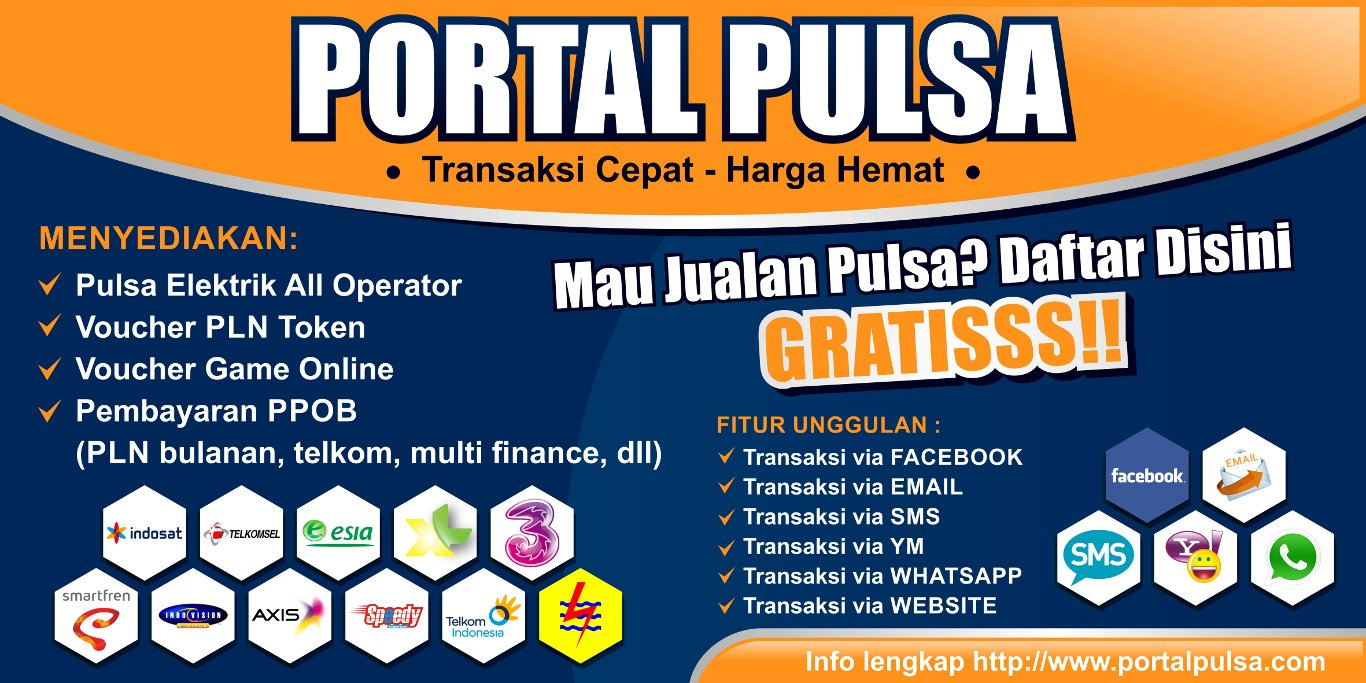 PORTAL PULSA
• Transaksi Cepat - Harga Hemat •
MENYEDIAKAN:
Pulsa Elektrik All Operator
Voucher PLN Token
Voucher Game Online
Pembayaran PPOB
(PLN bulanan, telkom, multi finance, dll)
Mau Jualan Pulsa? Daftar Disini
GRATISSS!!
FITUR UNGGULAN :
Transaksi via FACEBOOK
Transaksi via EMAIL
Transaksi via SMS
Transaksi via YM
Transaksi via WHATSAPP
Transaksi via WEBSITE
facebook
EMAIL
SMS
Y!
indosat
TELKOMSEL
esia
XL
3
smartfren
INDOVISION
AXIS
Speedy
Telkom
Indonesia
Info lengkap http://www.portalpulsa.com